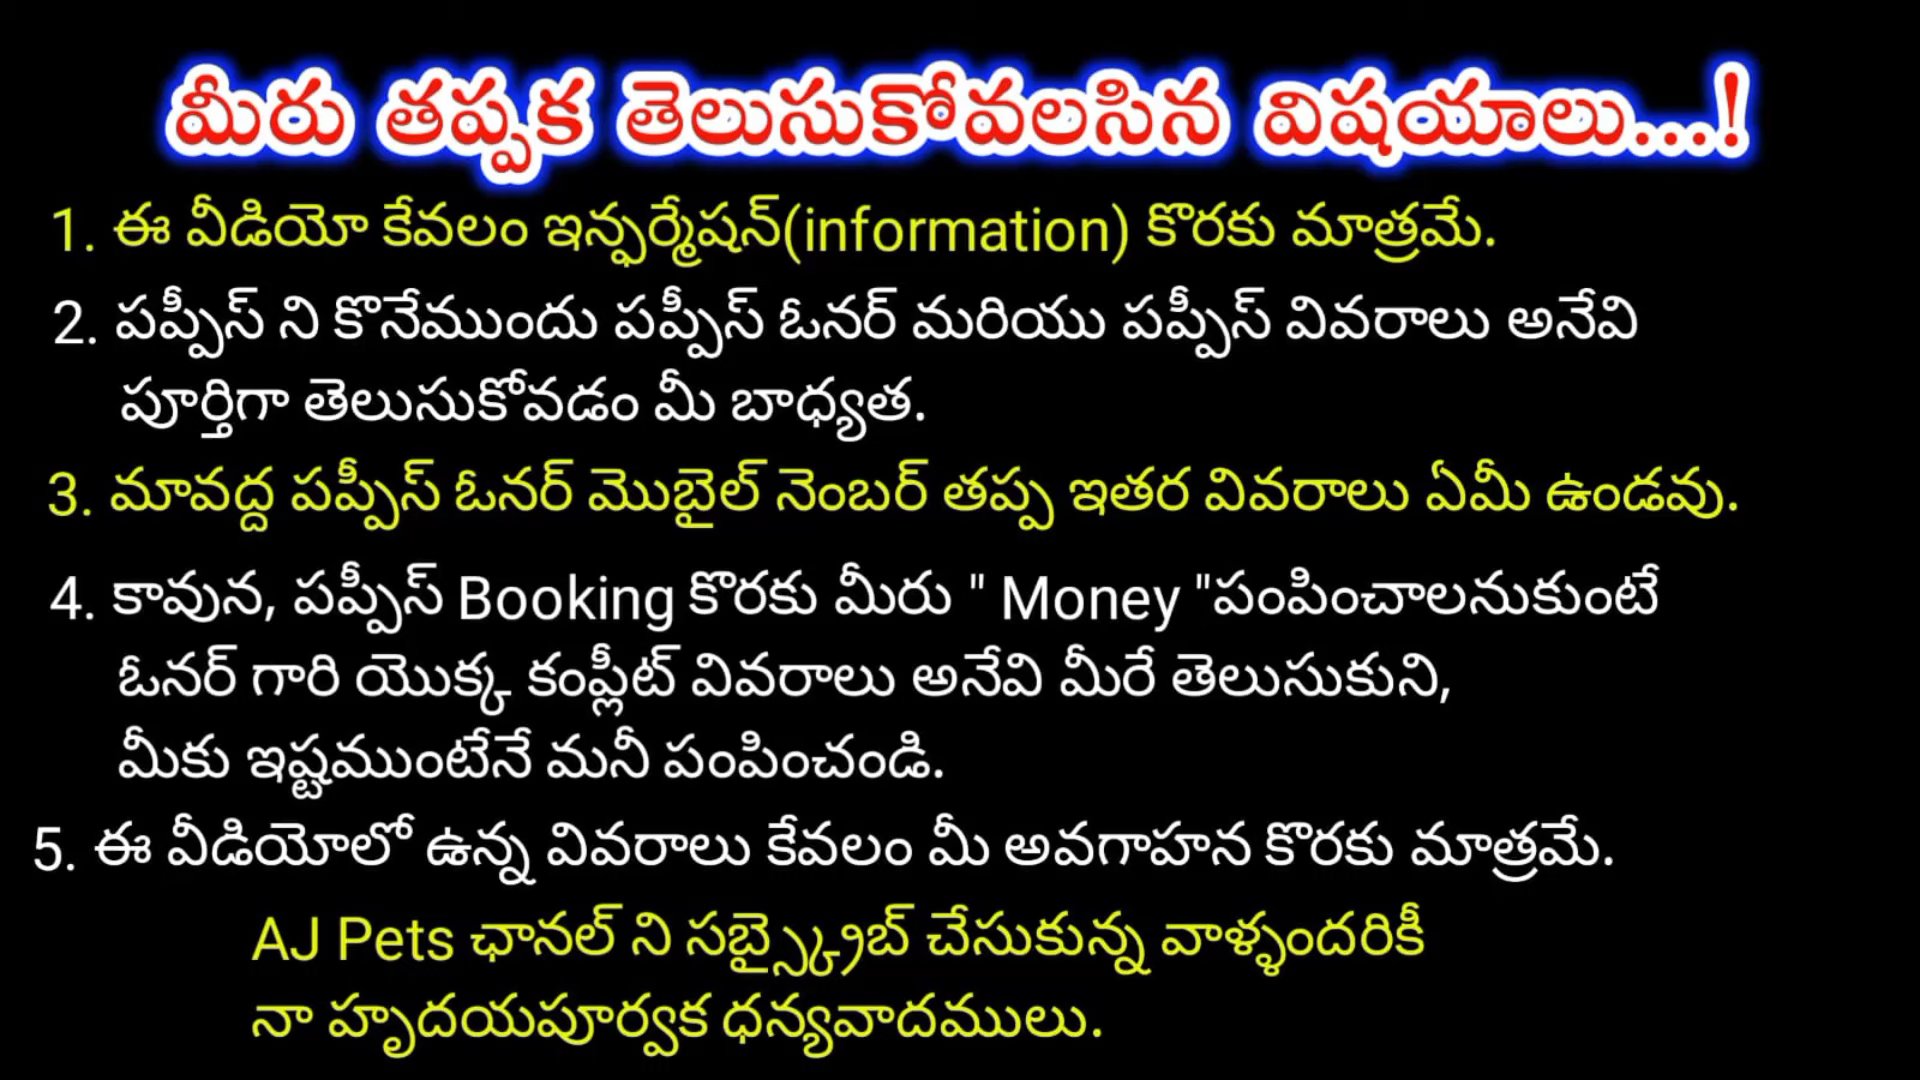 మీరు తప్పక తెలుసుకోవలసిన విషయాలు...!
1. ఈ వీడియో కేవలం ఇన్ఫర్మేషన్(information) కొరకు మాత్రమే.
2. పప్పీస్ ని కొనేముందు పప్పీస్ ఓనర్ మరియు పప్పీస్ వివరాలు అనేవి
పూర్తిగా తెలుసుకోవడం మీ బాధ్యత.
3. మావద్ద పప్పీస్ ఓనర్ మొబైల్ నెంబర్ తప్ప ఇతర వివరాలు ఏమీ ఉండవు.
4. కావున, పప్పీస్ Booking కొరకు మీరు " Money "పంపించాలనుకుంటే
ఓనర్ గారి యొక్క కంప్లీట్ వివరాలు అనేవి మీరే తెలుసుకుని,
మీకు ఇష్టముంటేనే మనీ పంపించండి.
5. ఈ వీడియోలో ఉన్న వివరాలు కేవలం మీ అవగాహన కొరకు మాత్రమే.
AJ Pets ఛానల్ ని సబ్స్క్రైబ్ చేసుకున్న వాళ్ళందరికీ
నా హృదయపూర్వక ధన్యవాదములు.